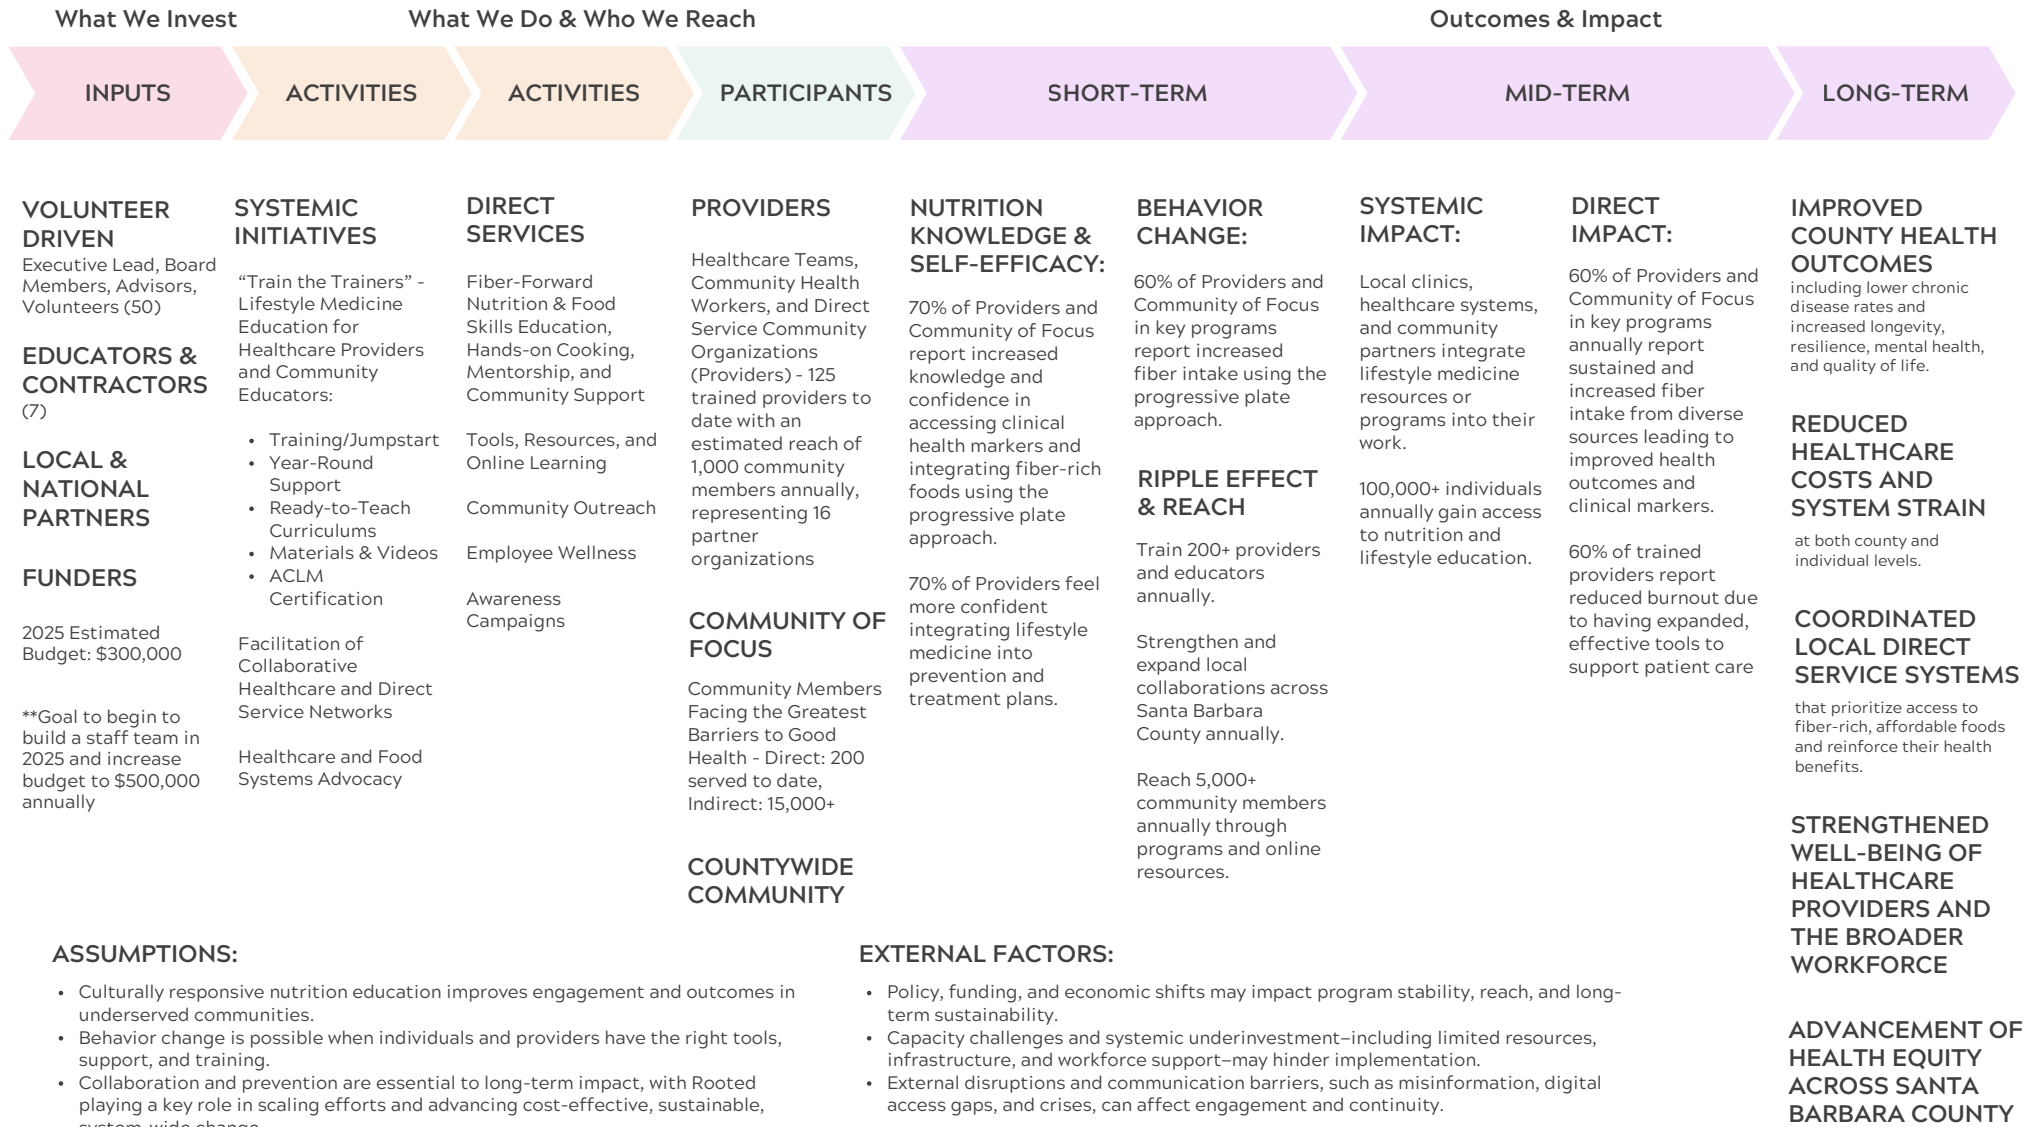 What We Invest
What We Do & Who We Reach
Outcomes & Impact
INPUTS
ACTIVITIES
ACTIVITIES
PARTICIPANTS
SHORT-TERM
MID-TERM
LONG-TERM
VOLUNTEER
DRIVEN
Executive Lead, Board
Members, Advisors,
Volunteers (50)
EDUCATORS &
CONTRACTORS
(7)
LOCAL &
NATIONAL
PARTNERS
FUNDERS
2025 Estimated
Budget: $300,000
**Goal to begin to
build a staff team in
2025 and increase
budget to $500,000
annually
SYSTEMIC
INITIATIVES
“Train the Trainers” -
Lifestyle Medicine
Education for
Healthcare Providers
and Community
Educators:
• Training/Jumpstart
• Year-Round
Support
• Ready-to-Teach
Curriculums
• Materials & Videos
• ACLM
Certification
Facilitation of
Collaborative
Healthcare and Direct
Service Networks
Healthcare and Food
Systems Advocacy
DIRECT
SERVICES
Fiber-Forward
Nutrition & Food
Skills Education,
Hands-on Cooking,
Mentorship, and
Community Support
Tools, Resources, and
Online Learning
Community Outreach
Employee Wellness
Awareness
Campaigns
PROVIDERS
Healthcare Teams,
Community Health
Workers, and Direct
Service Community
Organizations
(Providers) - 125
trained providers to
date with an
estimated reach of
1,000 community
members annually,
representing 16
partner
organizations
COMMUNITY OF
FOCUS
Community Members
Facing the Greatest
Barriers to Good
Health - Direct: 200
served to date,
Indirect: 15,000+
COUNTYWIDE
COMMUNITY
NUTRITION
KNOWLEDGE &
SELF-EFFICACY:
70% of Providers and
Community of Focus
report increased
knowledge and
confidence in
accessing clinical
health markers and
integrating fiber-rich
foods using the
progressive plate
approach.
70% of Providers feel
more confident
integrating lifestyle
medicine into
prevention and
treatment plans.
BEHAVIOR
CHANGE:
60% of Providers and
Community of Focus
in key programs
report increased
fiber intake using the
progressive plate
approach.
RIPPLE EFFECT
& REACH
Train 200+ providers
and educators
annually.
Strengthen and
expand local
collaborations across
Santa Barbara
County annually.
Reach 5,000+
community members
annually through
programs and online
resources.
SYSTEMIC
IMPACT:
Local clinics,
healthcare systems,
and community
partners integrate
lifestyle medicine
resources or
programs into their
work.
100,000+ individuals
annually gain access
to nutrition and
lifestyle education.
DIRECT
IMPACT:
60% of Providers and
Community of Focus
in key programs
annually report
sustained and
increased fiber
intake from diverse
sources leading to
improved health
outcomes and
clinical markers.
60% of trained
providers report
reduced burnout due
to having expanded,
effective tools to
support patient care
IMPROVED
COUNTY HEALTH
OUTCOMES
including lower chronic
disease rates and
increased longevity,
resilience, mental health,
and quality of life.
REDUCED
HEALTHCARE
COSTS AND
SYSTEM STRAIN
at both county and
individual levels.
COORDINATED
LOCAL DIRECT
SERVICE SYSTEMS
that prioritize access to
fiber-rich, affordable foods
and reinforce their health
benefits.
STRENGTHENED
WELL-BEING OF
HEALTHCARE
PROVIDERS AND
THE BROADER
WORKFORCE
ADVANCEMENT OF
HEALTH EQUITY
ACROSS SANTA
BARBARA COUNTY
ASSUMPTIONS:
• Culturally responsive nutrition education improves engagement and outcomes in
underserved communities.
• Behavior change is possible when individuals and providers have the right tools,
support, and training.
• Collaboration and prevention are essential to long-term impact, with Rooted
playing a key role in scaling efforts and advancing cost-effective, sustainable,
system-wide change
EXTERNAL FACTORS:
• Policy, funding, and economic shifts may impact program stability, reach, and long-
term sustainability.
• Capacity challenges and systemic underinvestment—including limited resources,
infrastructure, and workforce support—may hinder implementation.
• External disruptions and communication barriers, such as misinformation, digital
access gaps, and crises, can affect engagement and continuity.